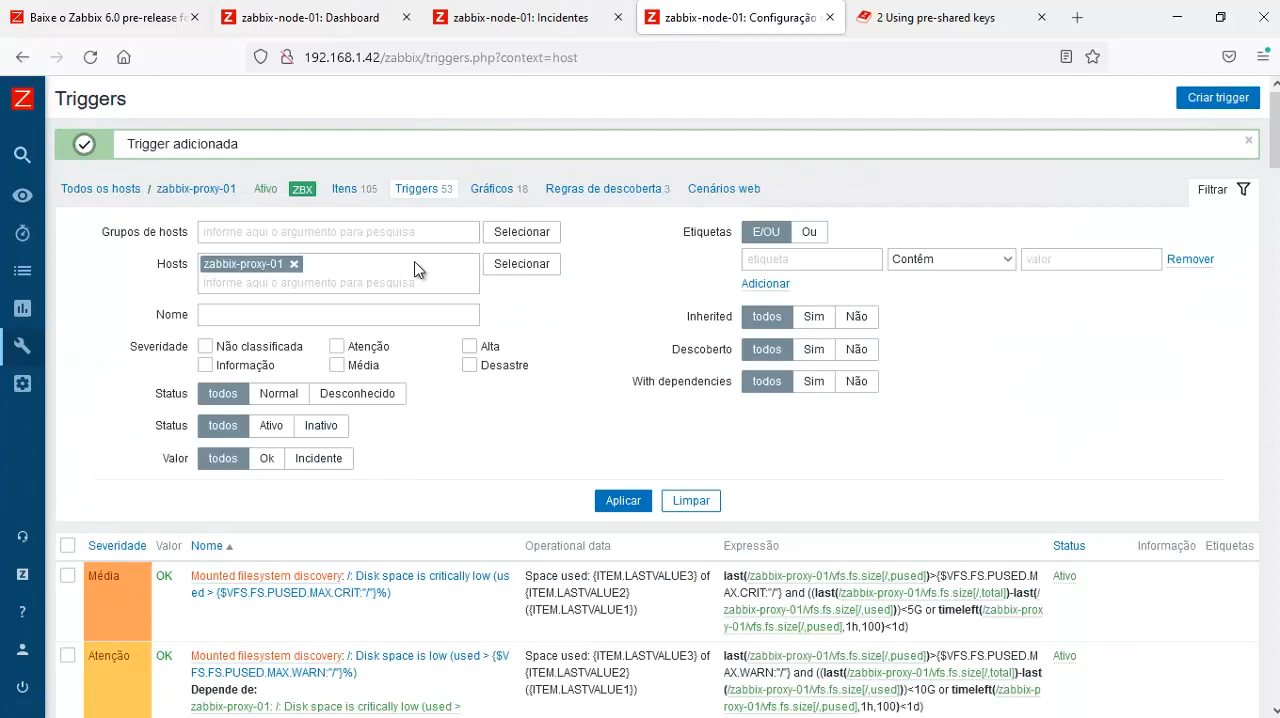 Baixe o Zabbix 6.0 pre-release fo
zabbix-node-01: Dashboard
zabbix-node-01: Incidentes
zabbix-node-01: Configuração
2 Using pre-shared keys
192.168.1.42/zabbix/triggers.php?context=host
Z
Triggers
Criar trigger
Trigger adicionada
Todos os hosts / zabbix-proxy-01 Ativo ZBX Itens 105 Triggers 53 Gráficos 18 Regras de descoberta 3 Cenários web
Filtrar
Grupos de hosts informe aqui o argumento para pesquisa Selecionar
Hosts zabbix-proxy-01 Selecionar
informe aqui o argumento para pesquisa
Nome
Severidade Não classificada Atenção Alta
Informação Média Desastre
Status todos Normal Desconhecido
Status todos Ativo Inativo
Valor todos Ok Incidente
Etiquetas E/OU Ou
etiqueta Contêm valor Remover
Adicionar
Inherited todos Sim Não
Descoberto todos Sim Não
With dependencies todos Sim Não
Aplicar Limpar
Severidade Valor Nome Operational data Expressão Status Informação Etiquetas
Média
OK
Mounted filesystem discovery: /: Disk space is critically low (us
ed > {$VFS.FS.PUSED.MAX.CRIT:"/"}%)
Space used: {ITEM.LASTVALUE3} of
{ITEM.LASTVALUE2}
({ITEM.LASTVALUE1})
last(/zabbix-proxy-01/vfs.fs.size[/,pused])>{$VFS.FS.PUSED.M
AX.CRIT:"/"} and ((last(/zabbix-proxy-01/vfs.fs.size[/,total])-last(/
zabbix-proxy-01/vfs.fs.size[/,used]))<5G or timeleft(/zabbix-prox
y-01/vfs.fs.size[/,pused],1h,100)<1d)
Ativo
Atenção
OK
Mounted filesystem discovery: /: Disk space is low (used > {$V
FS.FS.PUSED.MAX.WARN:"/"}%)
Depende de:
zabbix-proxy-01: /: Disk space is critically low (used >
Space used: {ITEM.LASTVALUE3} of
{ITEM.LASTVALUE2}
({ITEM.LASTVALUE1})
last(/zabbix-proxy-01/vfs.fs.size[/,pused])>{$VFS.FS.PUSED.M
AX.WARN:"/"} and ((last(/zabbix-proxy-01/vfs.fs.size[/,total])-last
(/zabbix-proxy-01/vfs.fs.size[/,used]))<10G or timeleft(/zabbix-p
roxy-01/vfs.fs.size[/,pused],1h,100)<1d)
Ativo
Z
?